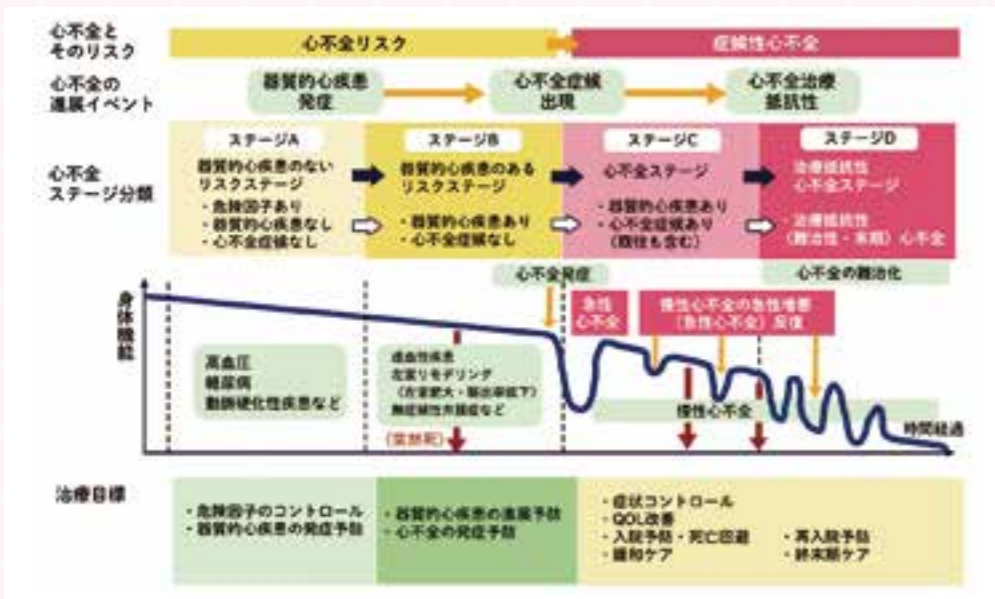 心不全と
そのリスク
心不全リスク
症候性心不全
心不全の
進展イベント
器質的心疾患
発症
心不全症候
出現
心不全治療
抵抗性
心不全
ステージ分類
ステージA
器質的心疾患のない
リスクステージ
・危険因子あり
・器質的心疾患なし
・心不全症候なし
ステージB
器質的心疾患のある
リスクステージ
・器質的心疾患あり
・心不全症候なし
ステージC
心不全ステージ
・器質的心疾患あり
・心不全症候あり
(既往も含む)
ステージD
治療抵抗性
心不全ステージ
治療抵抗性
(難治性・末期)心不全
身体機能
心不全発症
心不全の難治化
急性
心不全
慢性心不全の急性増悪
(急性心不全)反復
高血圧
糖尿病
動脈硬化性疾患など
虚血性疾患
左室リモデリング
(左室肥大・駆出率低下)
無症候性弁膜症など
慢性心不全
(突然死)
時間経過
治療目標
・危険因子のコントロール
・器質的心疾患の発症予防
・器質的心疾患の進展予防
・心不全の発症予防
・症状コントロール
・QOL改善
・入院予防・死亡回避
・緩和ケア
・再入院予防
・終末期ケア